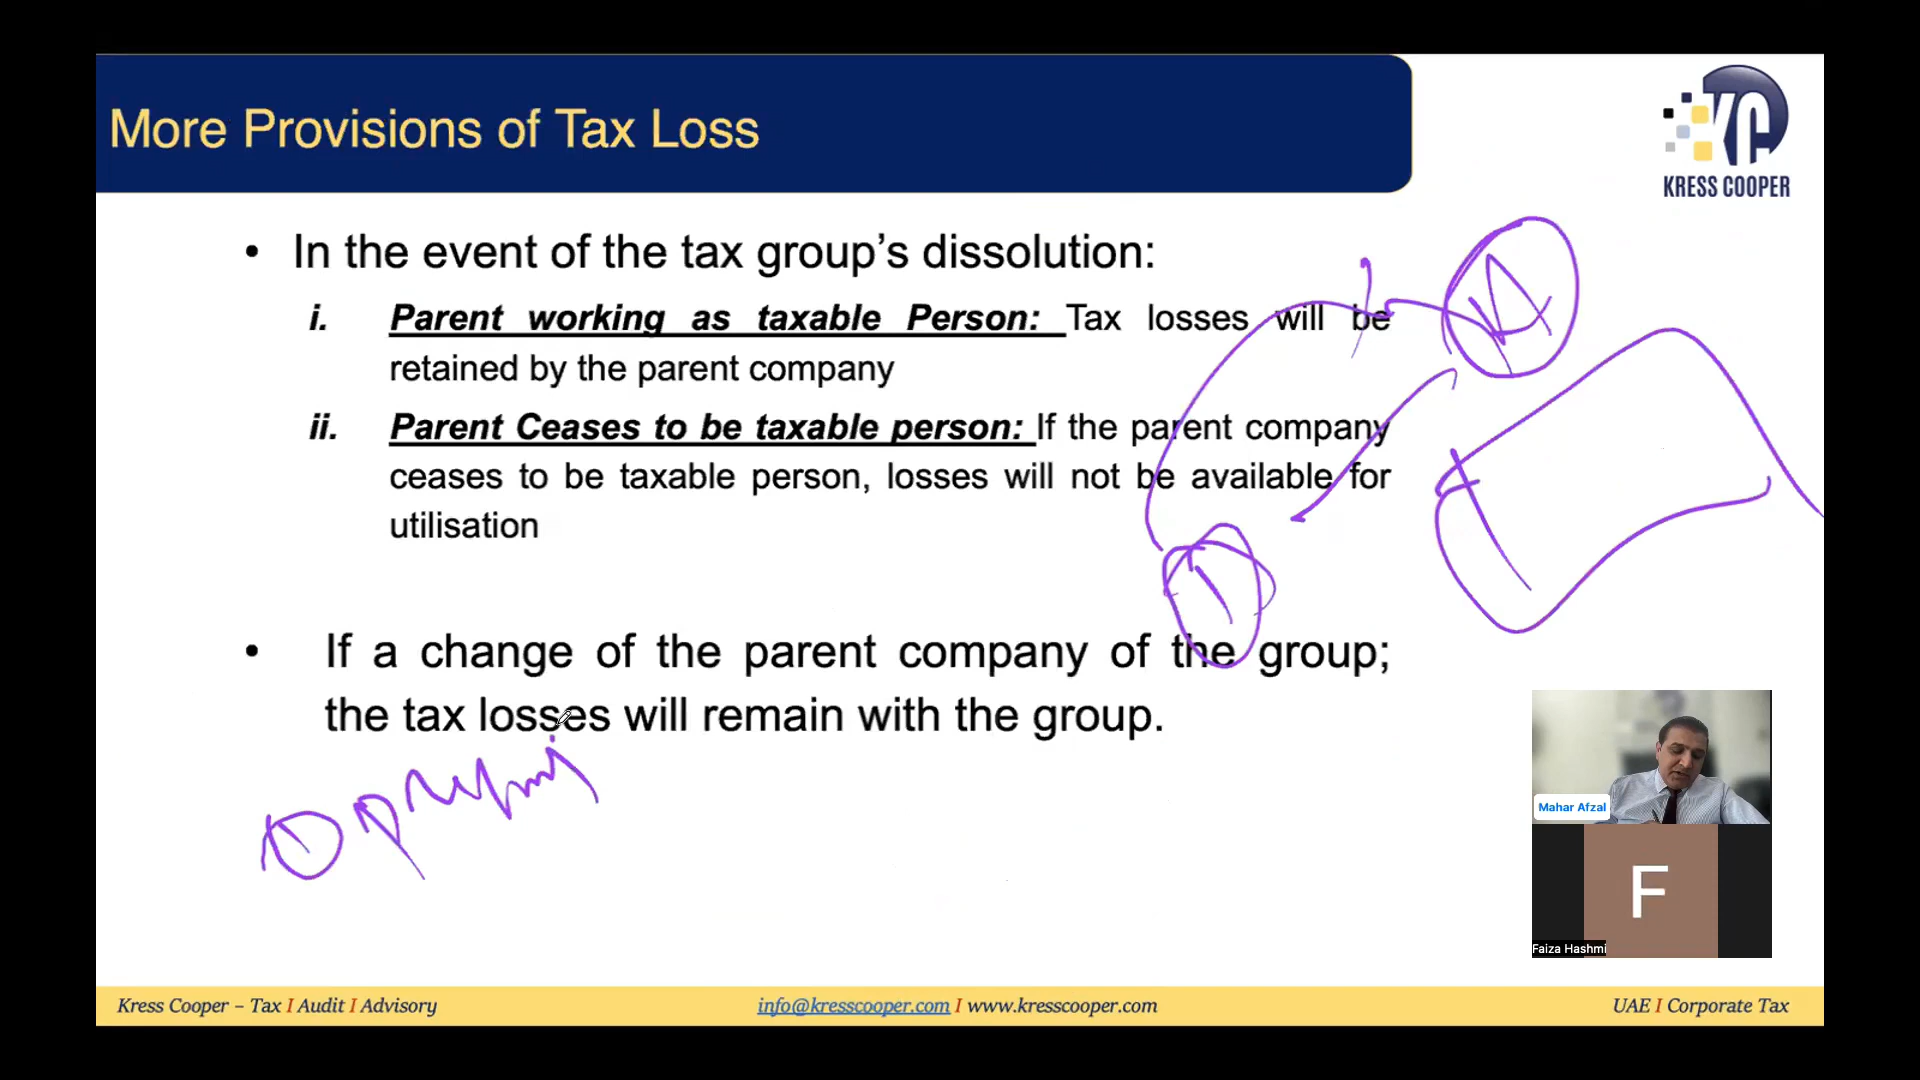 More Provisions of Tax Loss
KC
KRESS COOPER
• In the event of the tax group’s dissolution:
i. Parent working as taxable Person: Tax losses will be
retained by the parent company
ii. Parent Ceases to be taxable person: If the parent company
ceases to be taxable person, losses will not be available for
utilisation
• If a change of the parent company of the group;
the tax losses will remain with the group.
Mahar Afzal
F
Faiza Hashmi
Kress Cooper – Tax I Audit I Advisory
info@kresscooper.com I www.kresscooper.com
UAE I Corporate Tax